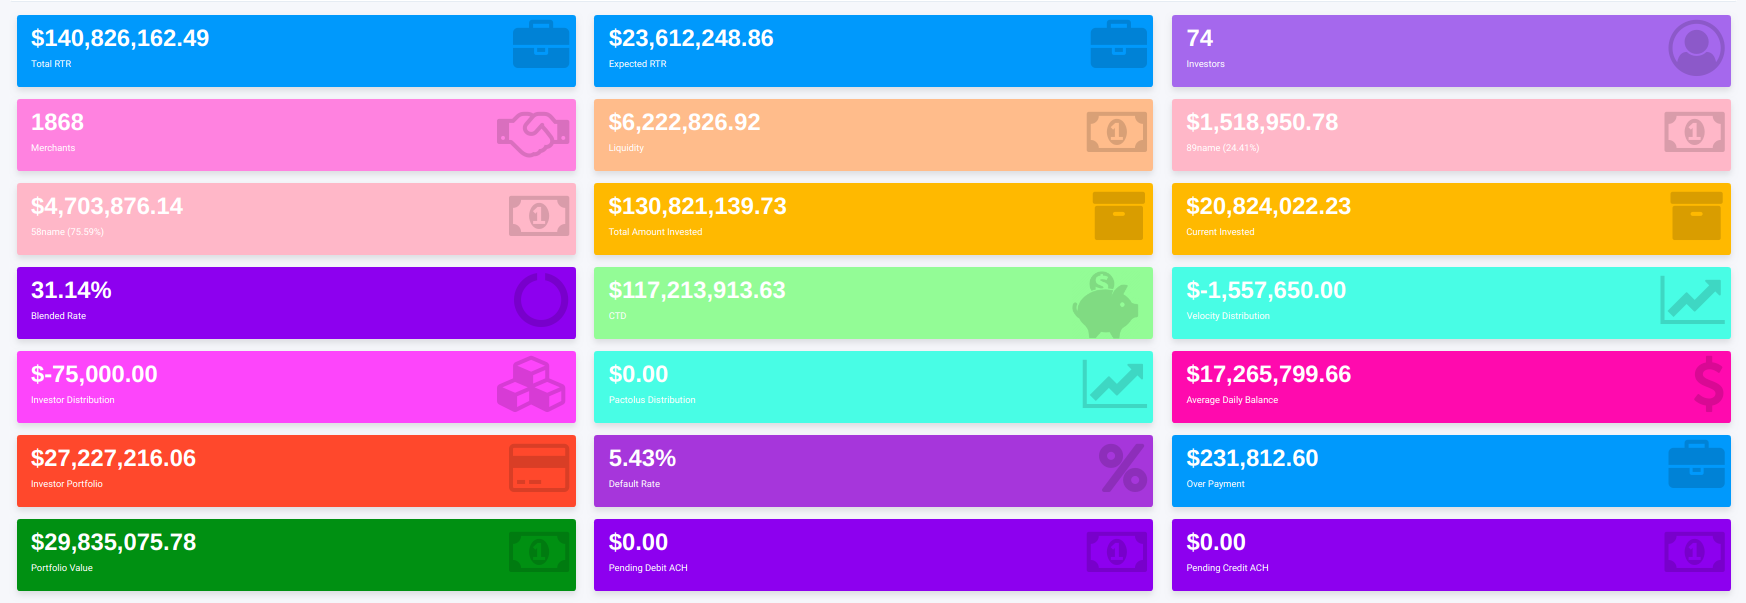 $140,826,162.49
Total RTR
$23,612,248.86
Expected RTR
74
Investors
1868
Merchants
$6,222,826.92
Liquidity
$1,518,950.78
89name (24.41%)
$4,703,876.14
58name (75.59%)
$130,821,139.73
Total Amount Invested
$20,824,022.23
Current Invested
31.14%
Blended Rate
$117,213,913.63
CTD
$-1,557,650.00
Velocity Distribution
$-75,000.00
Investor Distribution
$0.00
Pactolus Distribution
$17,265,799.66
Average Daily Balance
$27,227,216.06
Investor Portfolio
5.43%
Default Rate
$231,812.60
Over Payment
$29,835,075.78
Portfolio Value
$0.00
Pending Debit ACH
$0.00
Pending Credit ACH